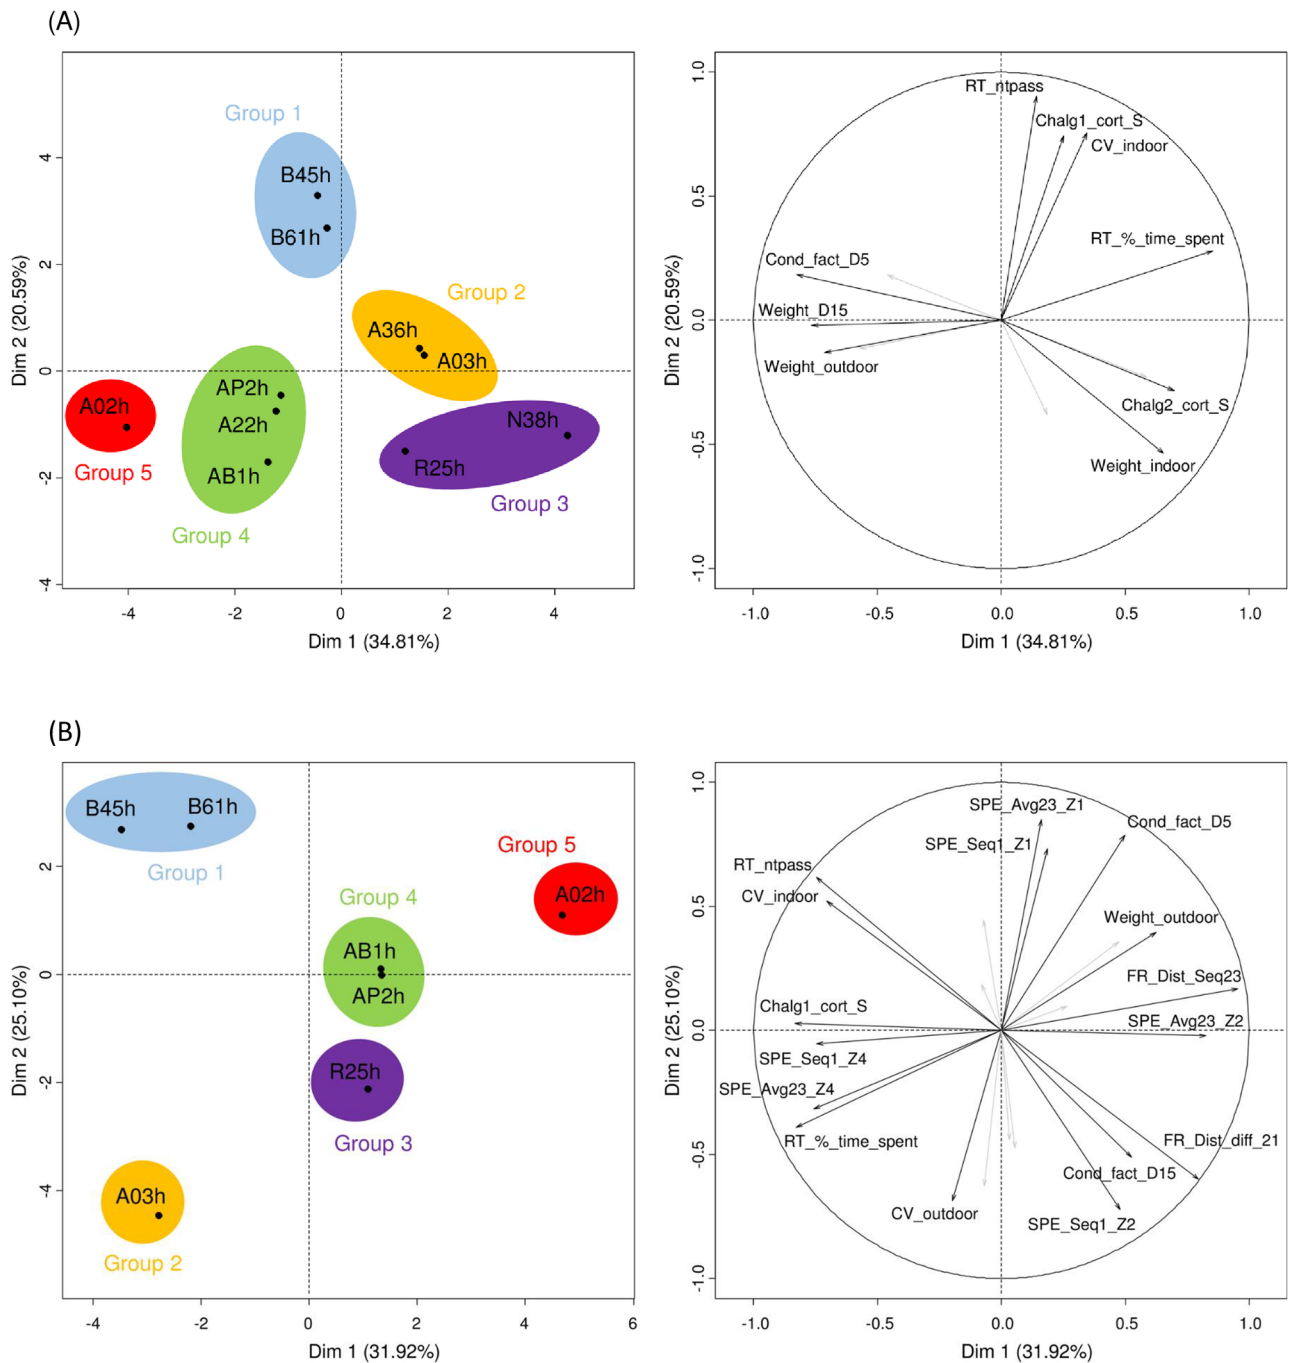 (A)
Group 1
B45h
B61h
Group 2
A36h
A03h
AP2h
A22h
AB1h
A02h
Group 5
Group 4
N38h
R25h
Group 3
4
2
0
-2
-4
-4
-2
0
2
4
Dim 1 (34.81%)
Dim 2 (20.59%)
RT_ntpass
Chalg1_cort_S
CV_indoor
RT_%_time_spent
Cond_fact_D5
Weight_D15
Weight_outdoor
Chalg2_cort_S
Weight_indoor
1.0
0.5
0.0
-0.5
-1.0
-1.0
-0.5
0.0
0.5
1.0
Dim 1 (34.81%)
Dim 2 (20.59%)
(B)
B45h
B61h
Group 1
Group 5
A02h
Group 4
AB1h
AP2h
R25h
Group 3
A03h
Group 2
2
0
-2
-4
-4
-2
0
2
4
6
Dim 1 (31.92%)
Dim 2 (25.10%)
SPE_Avg23_Z1
Cond_fact_D5
SPE_Seq1_Z1
RT_ntpass
CV_indoor
Weight_outdoor
FR_Dist_Seq23
Chalg1_cort_S
SPE_Avg23_Z2
SPE_Seq1_Z4
SPE_Avg23_Z4
RT_%_time_spent
FR_Dist_diff_21
Cond_fact_D15
CV_outdoor
SPE_Seq1_Z2
1.0
0.5
0.0
-0.5
-1.0
-1.0
-0.5
0.0
0.5
1.0
Dim 1 (31.92%)
Dim 2 (25.10%)